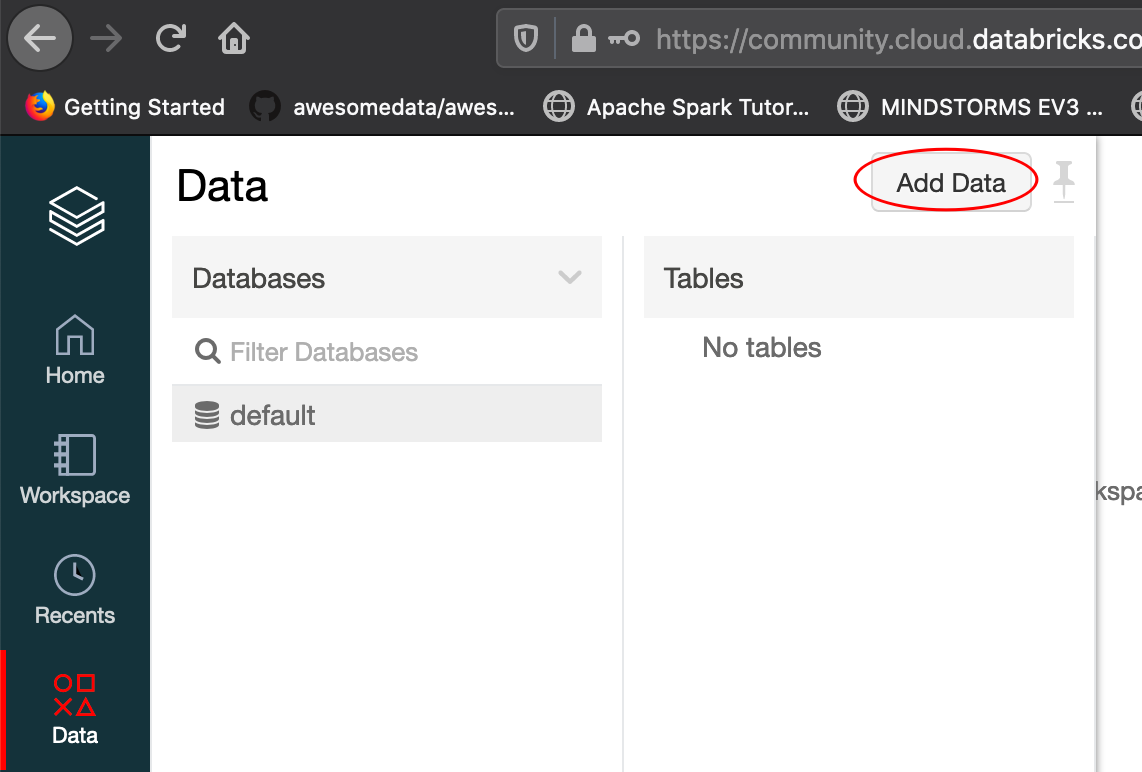 https://community.cloud.databricks.co
Getting Started awesomedata/awes... Apache Spark Tutor... MINDSTORMS EV3 ...
Data Add Data
Databases Tables
Filter Databases No tables
default
Home
Workspace
Recents
Data
kspa